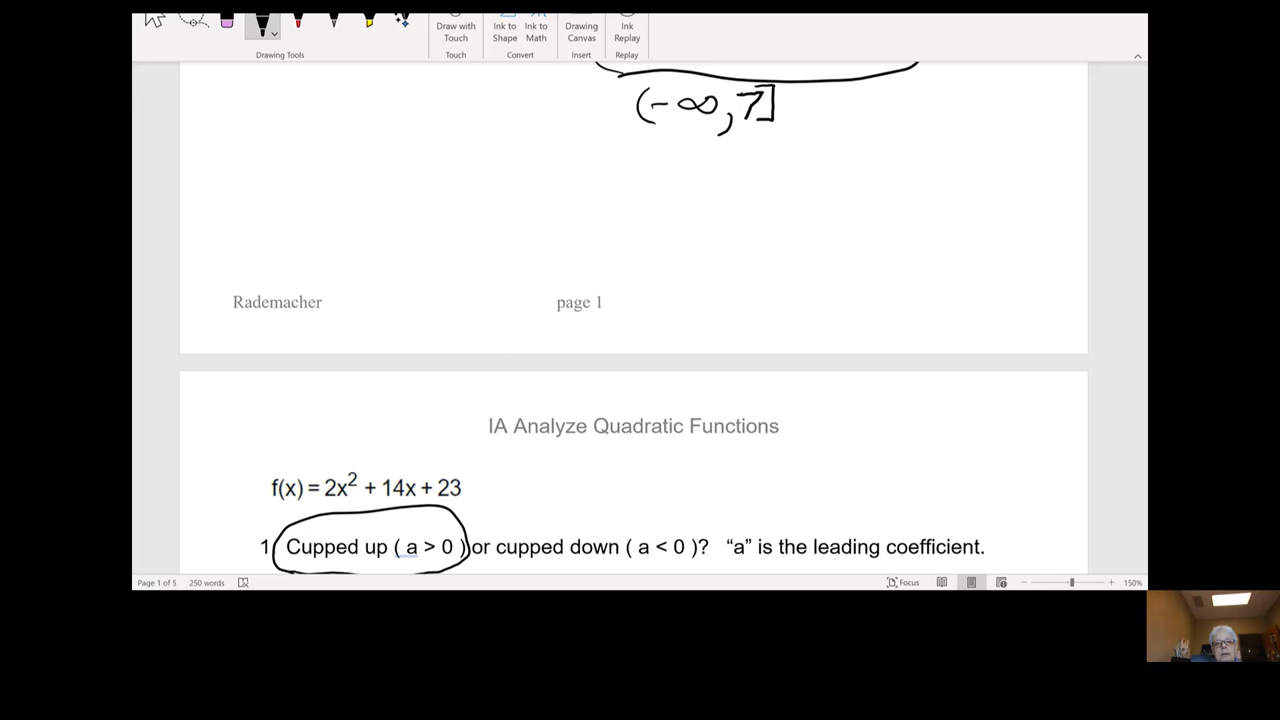 Draw with Touch
Ink to Shape
Ink to Math
Drawing Canvas
Ink Replay
Drawing Tools
Touch
Convert
Insert
Replay
(-∞, 7]
Rademacher page 1
IA Analyze Quadratic Functions
f(x) = 2x² + 14x + 23
1 Cupped up ( a > 0 ) or cupped down ( a < 0 )? “a” is the leading coefficient.
Page 1 of 5 250 words Focus 150%